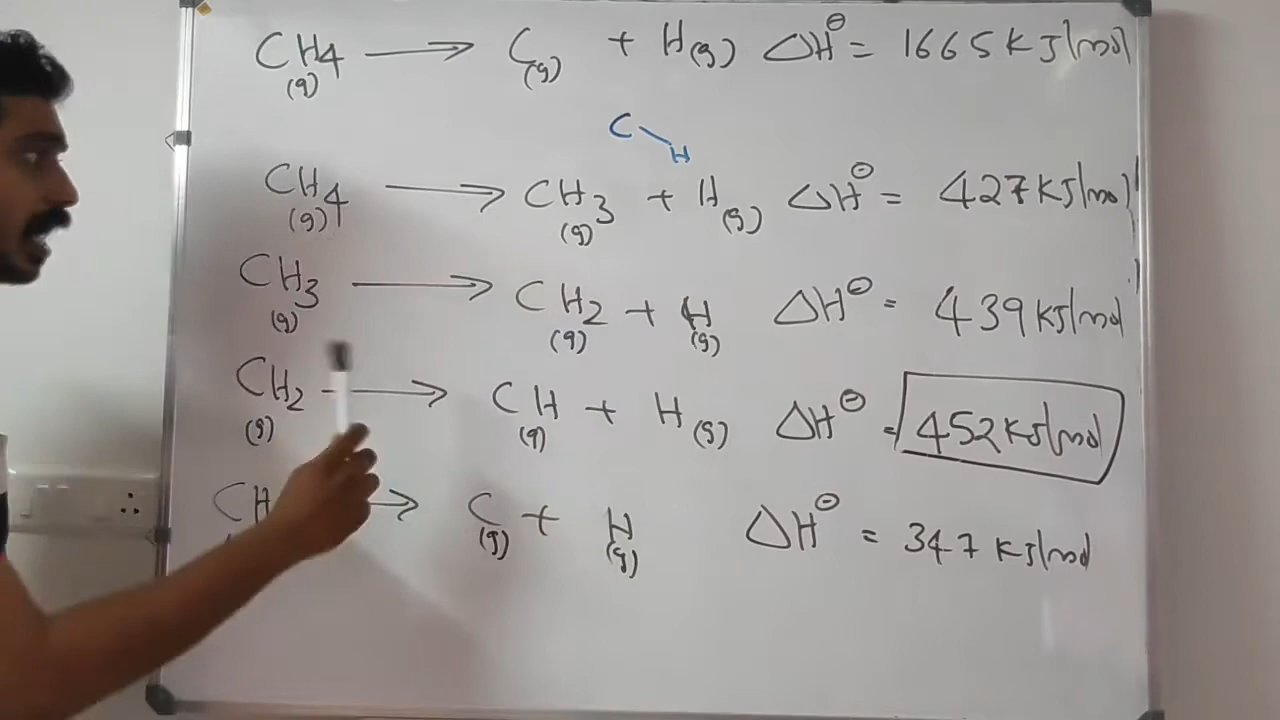 CH4(g) ⟶ C(g) + H(g) ΔH⊖ = 1665 KJ/mol
C
H
CH4(g) ⟶ CH3(g) + H(g) ΔH⊖ = 427 KJ/mol
CH3(g) ⟶ CH2(g) + H(g) ΔH⊖ = 439 KJ/mol
CH2(g) ⟶ CH(g) + H(g) ΔH⊖ = 452 KJ/mol
CH ⟶ C(g) + H(g) ΔH⊖ = 347 KJ/mol